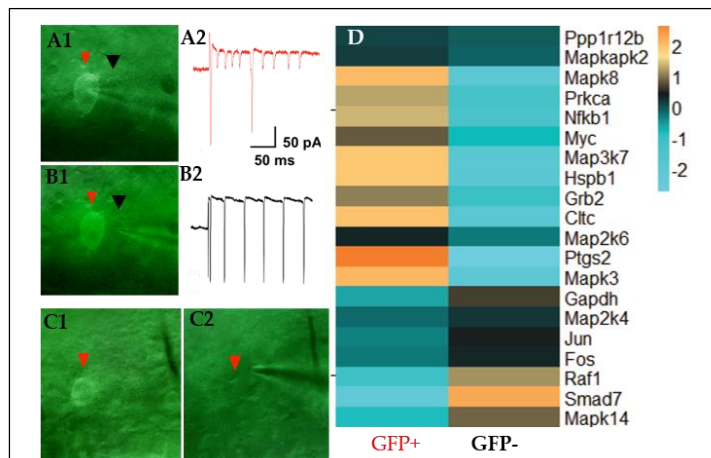 A1
A2
50 pA
50 ms
B1
B2
C1
C2
D
Ppp1r12b
Mapkapk2
Mapk8
Prkca
Nfkb1
Myc
Map3k7
Hspb1
Grb2
Cltc
Map2k6
Ptgs2
Mapk3
Gapdh
Map2k4
Jun
Fos
Raf1
Smad7
Mapk14
GFP+ GFP-
2
1
0
-1
-2